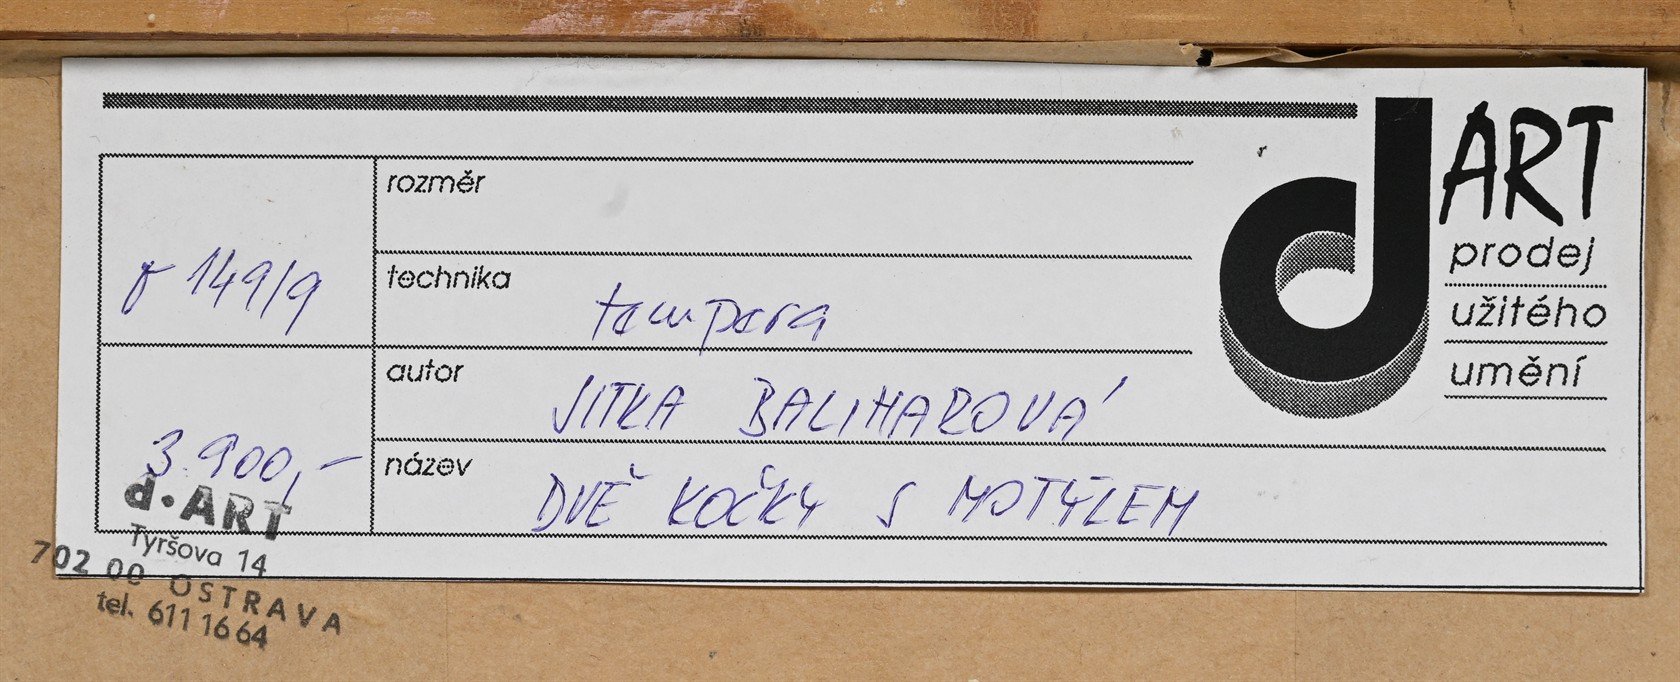 dART
prodej
užitého
umění
rozměr
149/9
technika tempera
autor JITKA BALIHAROVÁ
3.900,-
název DVĚ KOČKY S MOTÝLEM
d·ART
Tyršova 14
702 00 OSTRAVA
tel. 611 16 64